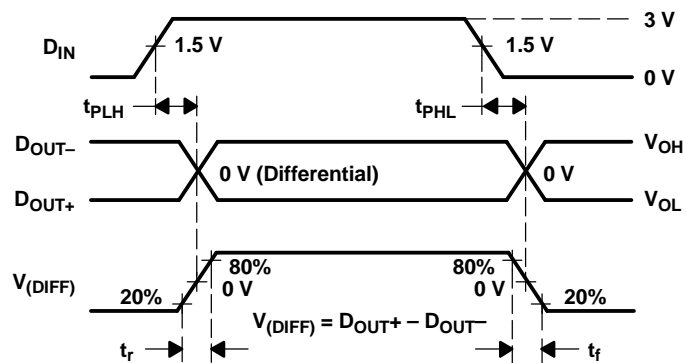 3 V
D_IN
1.5 V
1.5 V
0 V
t_PLH
t_PHL
D_OUT–
V_OH
0 V (Differential)
0 V
D_OUT+
V_OL
80%
80%
V_(DIFF)
0 V
0 V
20%
20%
V_(DIFF) = D_OUT+ – D_OUT–
t_r
t_f